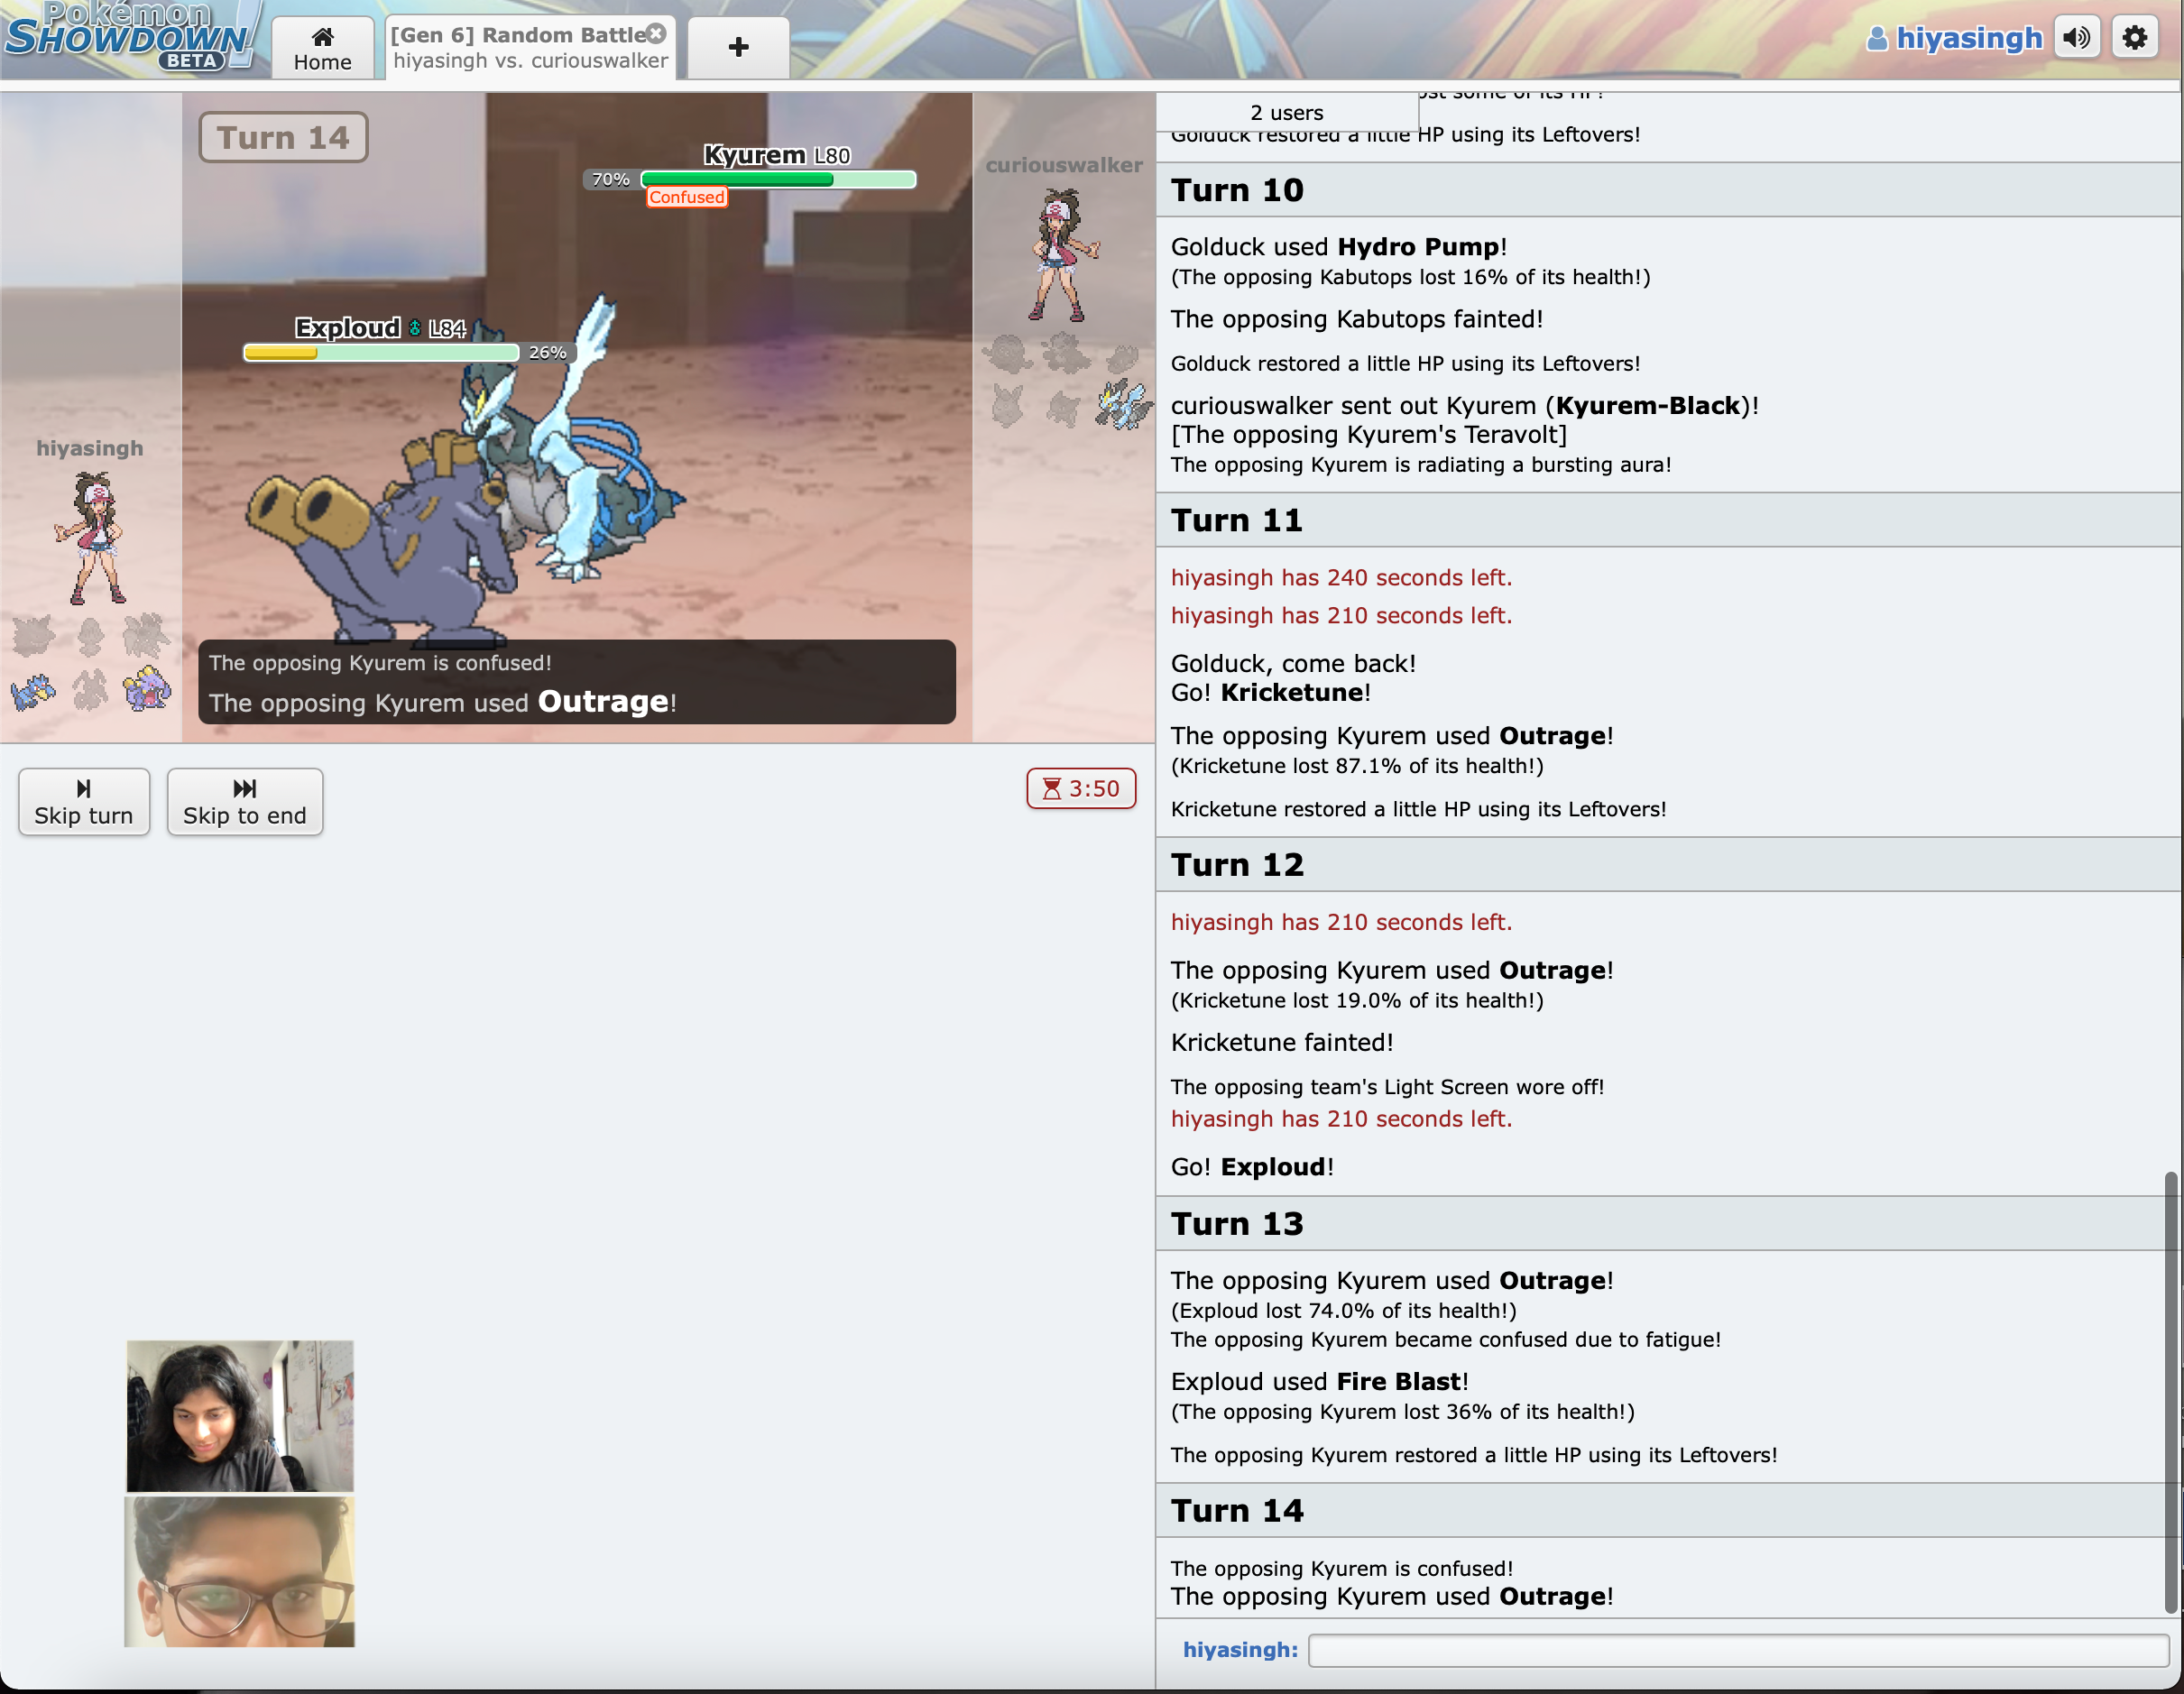 Pokémon
SHOWDOWN!
BETA
Home
[Gen 6] Random Battle
hiyasingh vs. curiouswalker
hiyasingh
Turn 14
Kyurem L80
70%
Confused
Exploud L84
26%
hiyasingh
curiouswalker
The opposing Kyurem is confused!
The opposing Kyurem used Outrage!
Skip turn
Skip to end
3:50
2 users
Golduck restored a little HP using its Leftovers!
Turn 10
Golduck used Hydro Pump!
(The opposing Kabutops lost 16% of its health!)
The opposing Kabutops fainted!
Golduck restored a little HP using its Leftovers!
curiouswalker sent out Kyurem (Kyurem-Black)!
[The opposing Kyurem's Teravolt]
The opposing Kyurem is radiating a bursting aura!
Turn 11
hiyasingh has 240 seconds left.
hiyasingh has 210 seconds left.
Golduck, come back!
Go! Kricketune!
The opposing Kyurem used Outrage!
(Kricketune lost 87.1% of its health!)
Kricketune restored a little HP using its Leftovers!
Turn 12
hiyasingh has 210 seconds left.
The opposing Kyurem used Outrage!
(Kricketune lost 19.0% of its health!)
Kricketune fainted!
The opposing team's Light Screen wore off!
hiyasingh has 210 seconds left.
Go! Exploud!
Turn 13
The opposing Kyurem used Outrage!
(Exploud lost 74.0% of its health!)
The opposing Kyurem became confused due to fatigue!
Exploud used Fire Blast!
(The opposing Kyurem lost 36% of its health!)
The opposing Kyurem restored a little HP using its Leftovers!
Turn 14
The opposing Kyurem is confused!
The opposing Kyurem used Outrage!
hiyasingh: